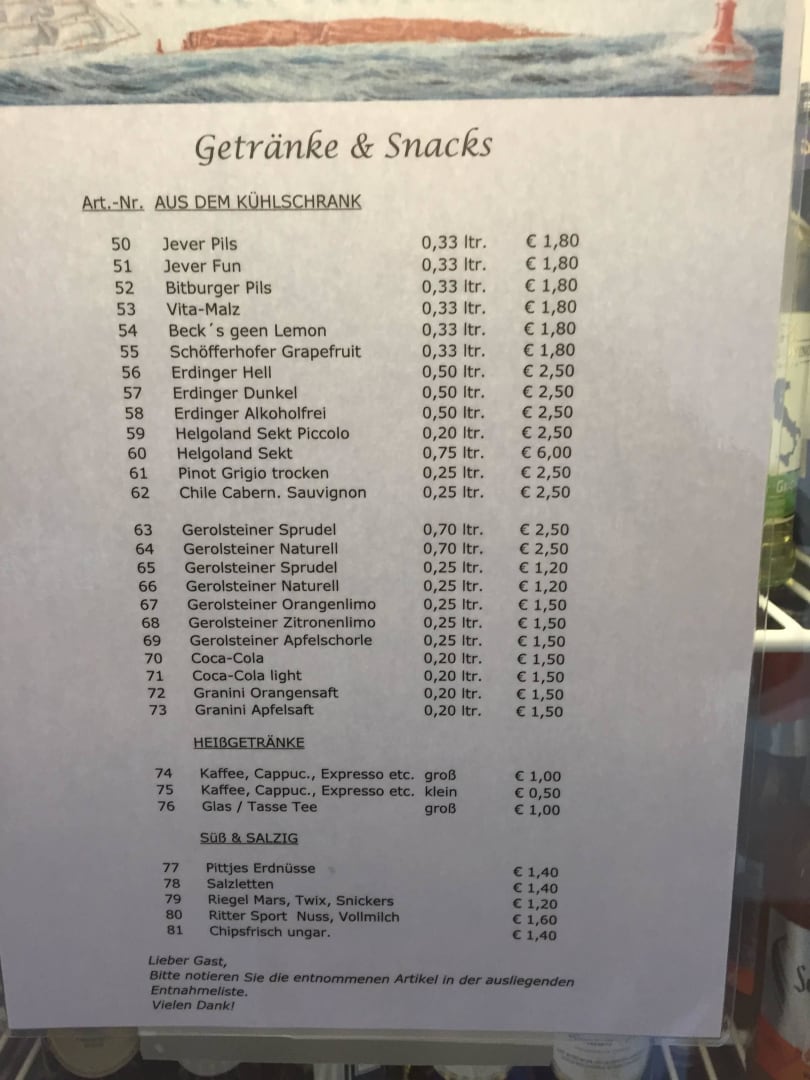 Getränke & Snacks
Art.-Nr. AUS DEM KÜHLSCHRANK
50 Jever Pils 0,33 ltr. € 1,80
51 Jever Fun 0,33 ltr. € 1,80
52 Bitburger Pils 0,33 ltr. € 1,80
53 Vita-Malz 0,33 ltr. € 1,80
54 Beck´s geen Lemon 0,33 ltr. € 1,80
55 Schöfferhofer Grapefruit 0,33 ltr. € 1,80
56 Erdinger Hell 0,50 ltr. € 2,50
57 Erdinger Dunkel 0,50 ltr. € 2,50
58 Erdinger Alkoholfrei 0,50 ltr. € 2,50
59 Helgoland Sekt Piccolo 0,20 ltr. € 2,50
60 Helgoland Sekt 0,75 ltr. € 6,00
61 Pinot Grigio trocken 0,25 ltr. € 2,50
62 Chile Cabern. Sauvignon 0,25 ltr. € 2,50
63 Gerolsteiner Sprudel 0,70 ltr. € 2,50
64 Gerolsteiner Naturell 0,70 ltr. € 2,50
65 Gerolsteiner Sprudel 0,25 ltr. € 1,20
66 Gerolsteiner Naturell 0,25 ltr. € 1,20
67 Gerolsteiner Orangenlimo 0,25 ltr. € 1,50
68 Gerolsteiner Zitronenlimo 0,25 ltr. € 1,50
69 Gerolsteiner Apfelschorle 0,25 ltr. € 1,50
70 Coca-Cola 0,20 ltr. € 1,50
71 Coca-Cola light 0,20 ltr. € 1,50
72 Granini Orangensaft 0,20 ltr. € 1,50
73 Granini Apfelsaft 0,20 ltr. € 1,50
HEIßGETRÄNKE
74 Kaffee, Cappuc., Expresso etc. groß € 1,00
75 Kaffee, Cappuc., Expresso etc. klein € 0,50
76 Glas / Tasse Tee groß € 1,00
SÜß & SALZIG
77 Pittjes Erdnüsse € 1,40
78 Salzletten € 1,40
79 Riegel Mars, Twix, Snickers € 1,20
80 Ritter Sport Nuss, Vollmilch € 1,60
81 Chipsfrisch ungar. € 1,40
Lieber Gast,
Bitte notieren Sie die entnommenen Artikel in der ausliegenden
Entnahmeliste.
Vielen Dank!